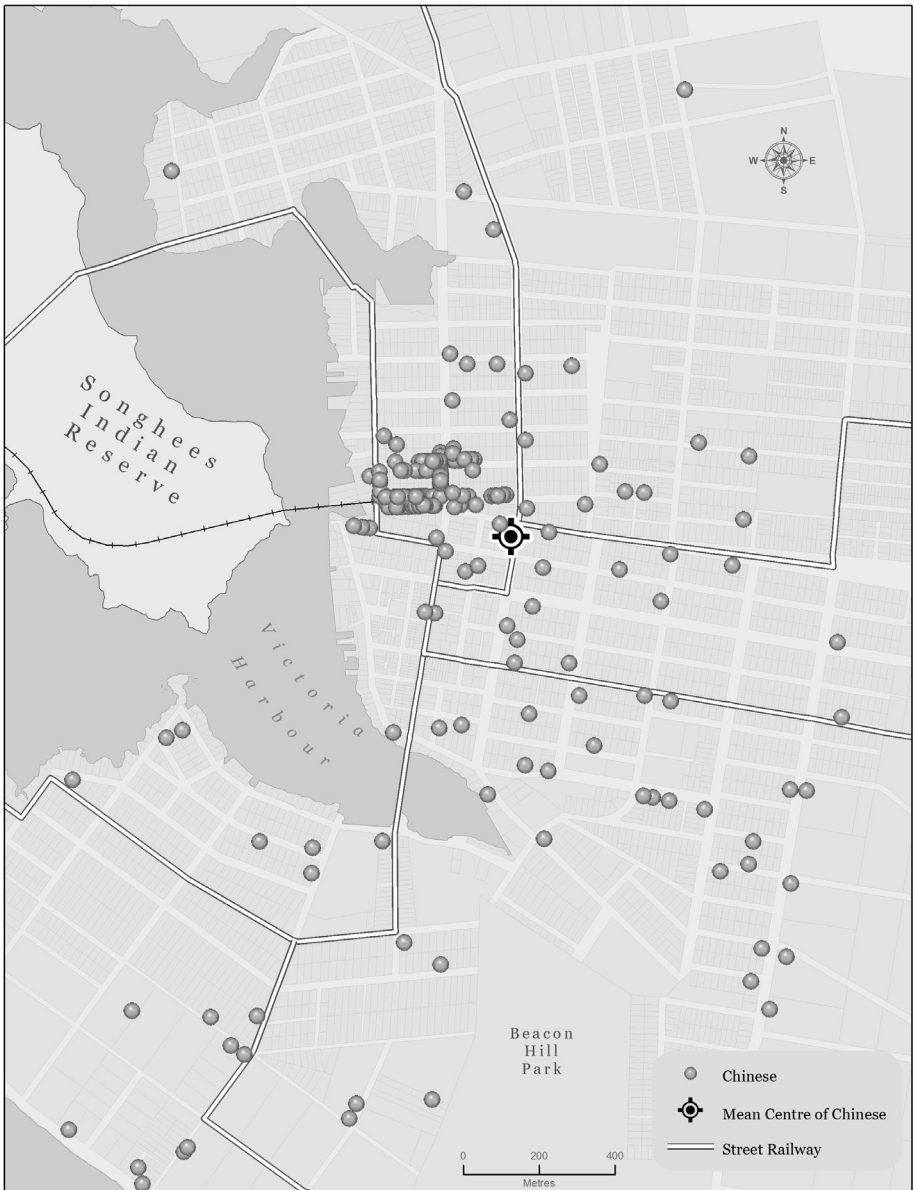 N
W E
S
Songhees
Indian
Reserve
Victoria
Harbour
Beacon
Hill
Park
Chinese
Mean Centre of Chinese
Street Railway
0 200 400
Metres